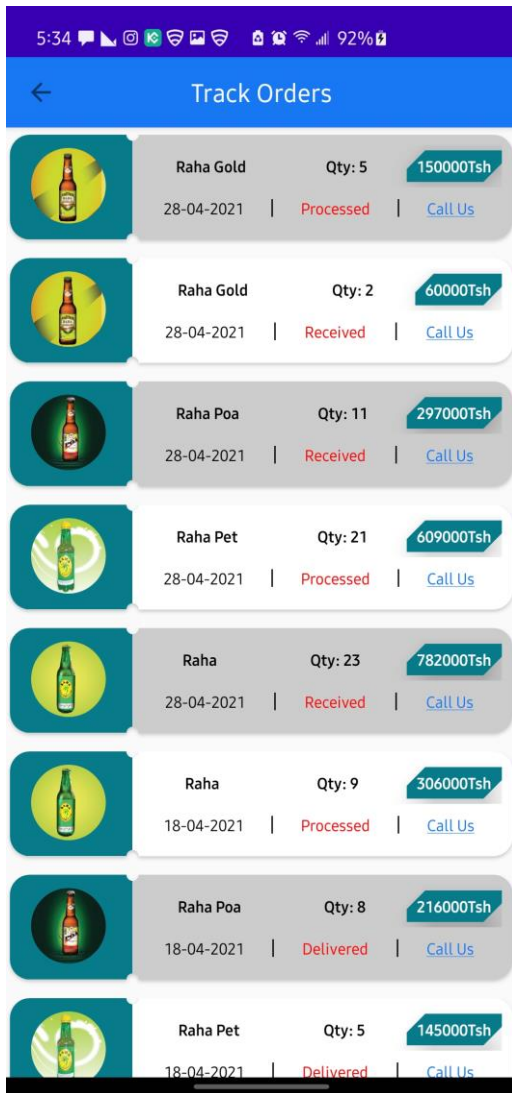 5:34 92%
Track Orders
Raha Gold Qty: 5 150000Tsh
28-04-2021 | Processed | Call Us
Raha Gold Qty: 2 60000Tsh
28-04-2021 | Received | Call Us
Raha Poa Qty: 11 297000Tsh
28-04-2021 | Received | Call Us
Raha Pet Qty: 21 609000Tsh
28-04-2021 | Processed | Call Us
Raha Qty: 23 782000Tsh
28-04-2021 | Received | Call Us
Raha Qty: 9 306000Tsh
18-04-2021 | Processed | Call Us
Raha Poa Qty: 8 216000Tsh
18-04-2021 | Delivered | Call Us
Raha Pet Qty: 5 145000Tsh
18-04-2021 | Delivered | Call Us